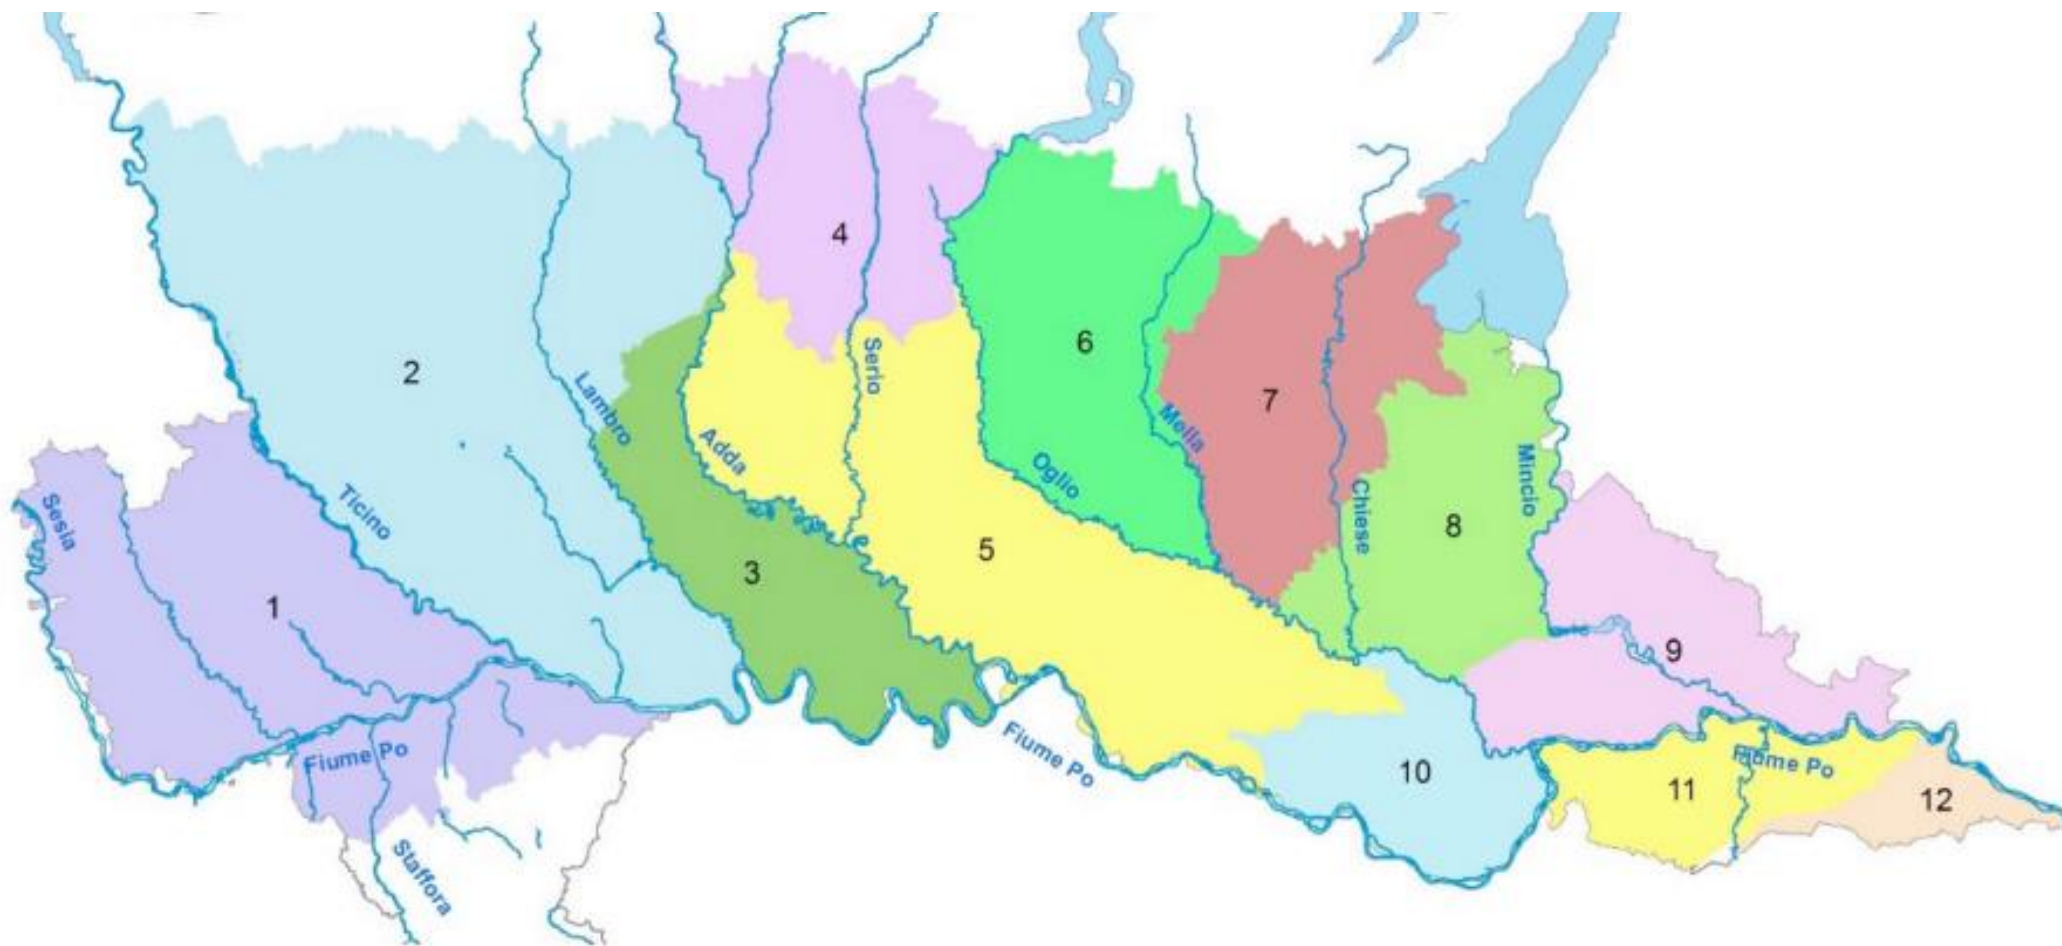 4
6
2
Serio
7
Lambro
Mella
Adda
Oglio
Mincio
Sesia
Ticino
Chiese
8
5
3
1
9
Fiume Po
Fiume Po
Fiume Po
10
11
12
Staffora